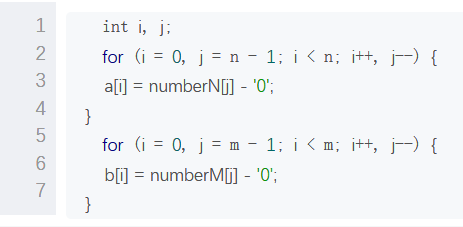 1 int i, j;
2 for (i = 0, j = n - 1; i < n; i++, j--) {
3 a[i] = numberN[j] - '0';
4 }
5 for (i = 0, j = m - 1; i < m; i++, j--) {
6 b[i] = numberM[j] - '0';
7 }